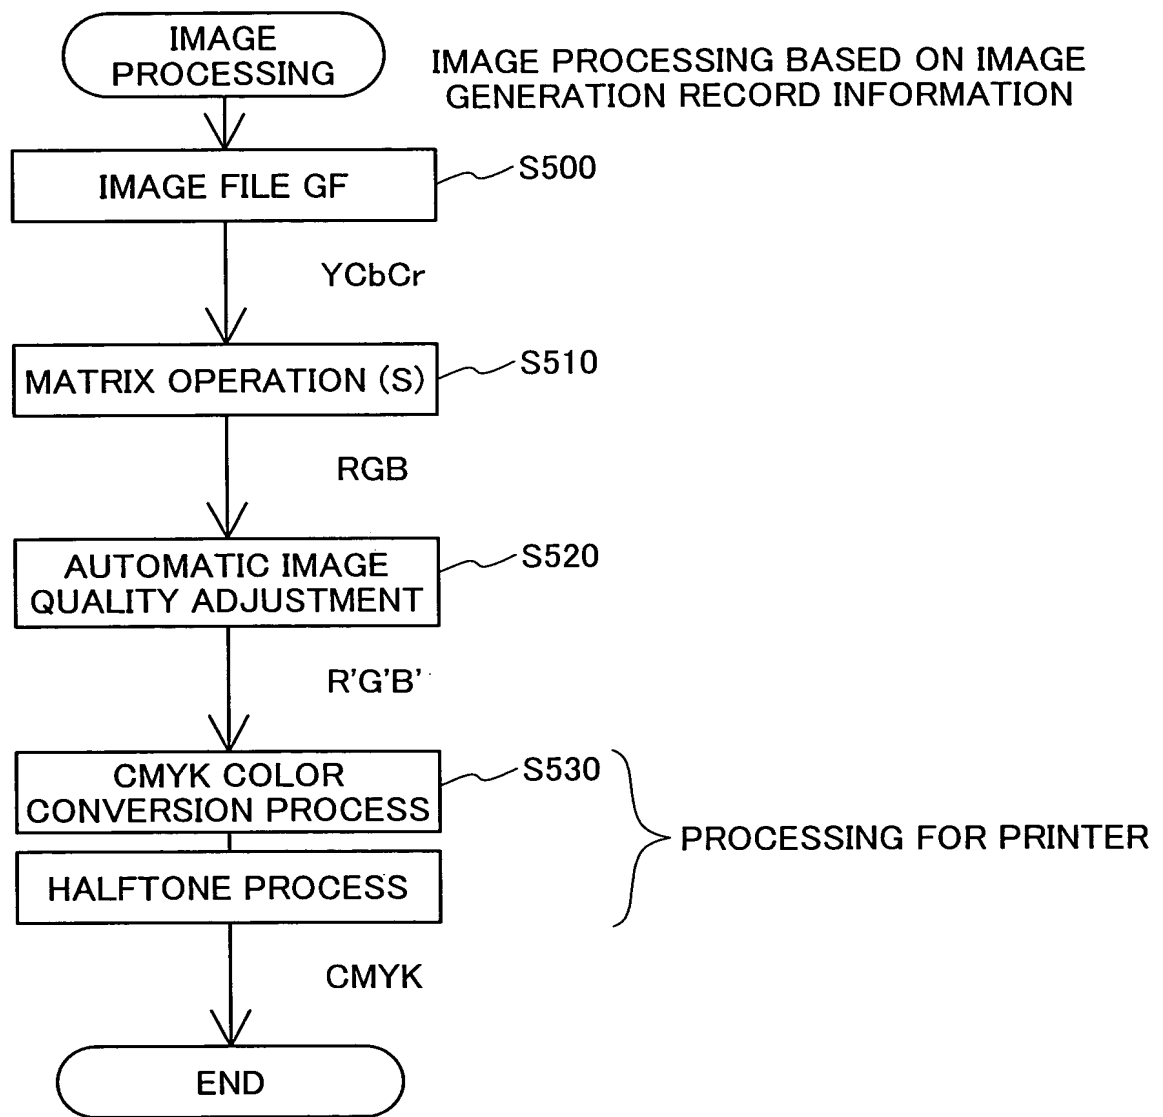 IMAGE
PROCESSING
IMAGE PROCESSING BASED ON IMAGE
GENERATION RECORD INFORMATION
IMAGE FILE GF
S500
YCbCr
MATRIX OPERATION (S)
S510
RGB
AUTOMATIC IMAGE
QUALITY ADJUSTMENT
S520
R'G'B'
CMYK COLOR
CONVERSION PROCESS
S530
HALFTONE PROCESS
PROCESSING FOR PRINTER
CMYK
END